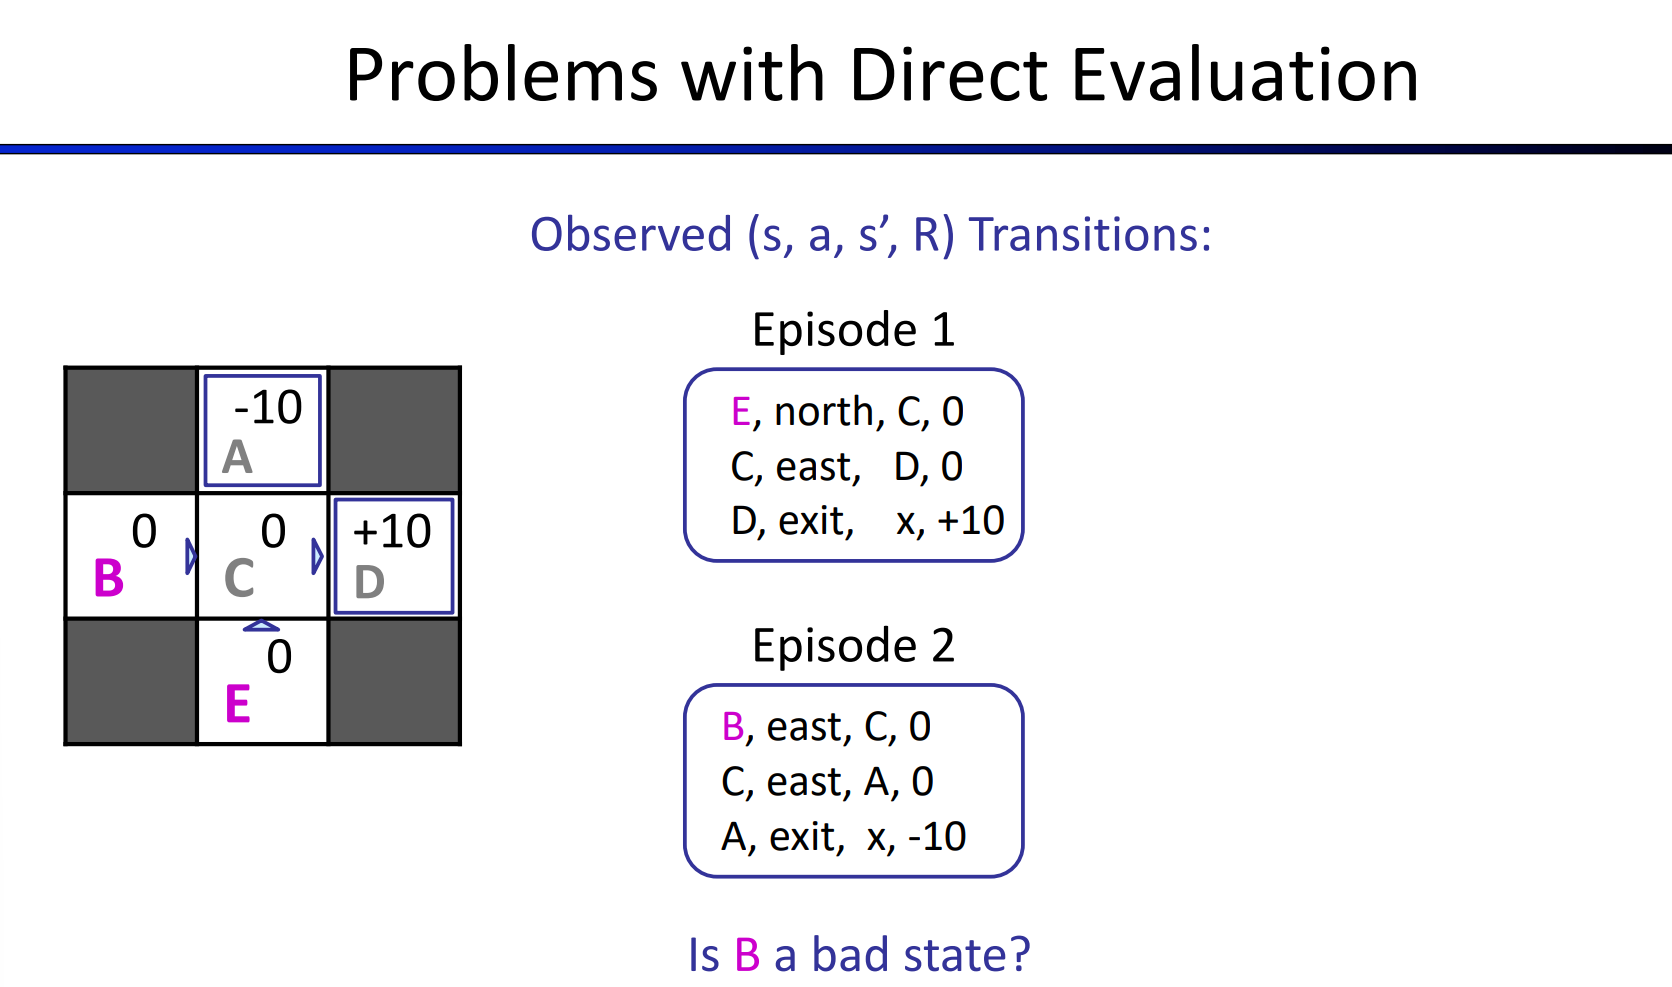 Problems with Direct Evaluation
Observed (s, a, s’, R) Transitions:
-10
A
0
B
0
C
+10
D
0
E
Episode 1
E, north, C, 0
C, east, D, 0
D, exit, x, +10
Episode 2
B, east, C, 0
C, east, A, 0
A, exit, x, -10
Is B a bad state?